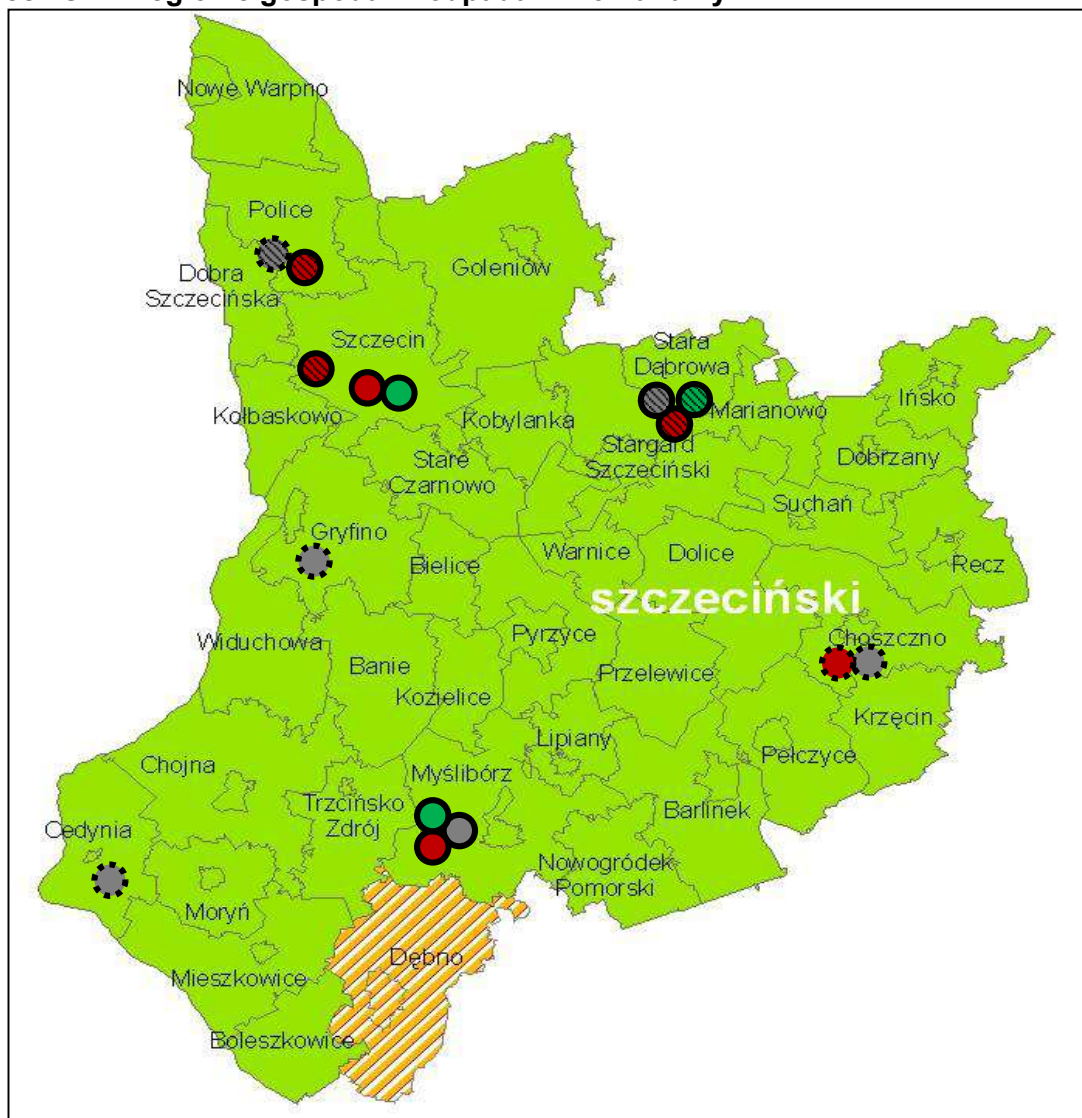 Nowe Warpno
Police
Goleniów
Dobra
Szczecińska
Szczecin
Stara
Dąbrowa
Ińsko
Kołbaskowo
Kobylanka
Marianowo
Stargard
Szczeciński
Dobrzany
Stare
Czarnowo
Suchań
Gryfino
Bielice
Warnice
Dolice
Recz
szczeciński
Widuchowa
Pyrzyce
Choszczno
Banie
Kozielice
Przelewice
Krzęcin
Lipiany
Pełczyce
Chojna
Myślibórz
Trzcińsko
Zdrój
Barlinek
Cedynia
Nowogródek
Pomorski
Moryń
Dębno
Mieszkowice
Boleszkowice